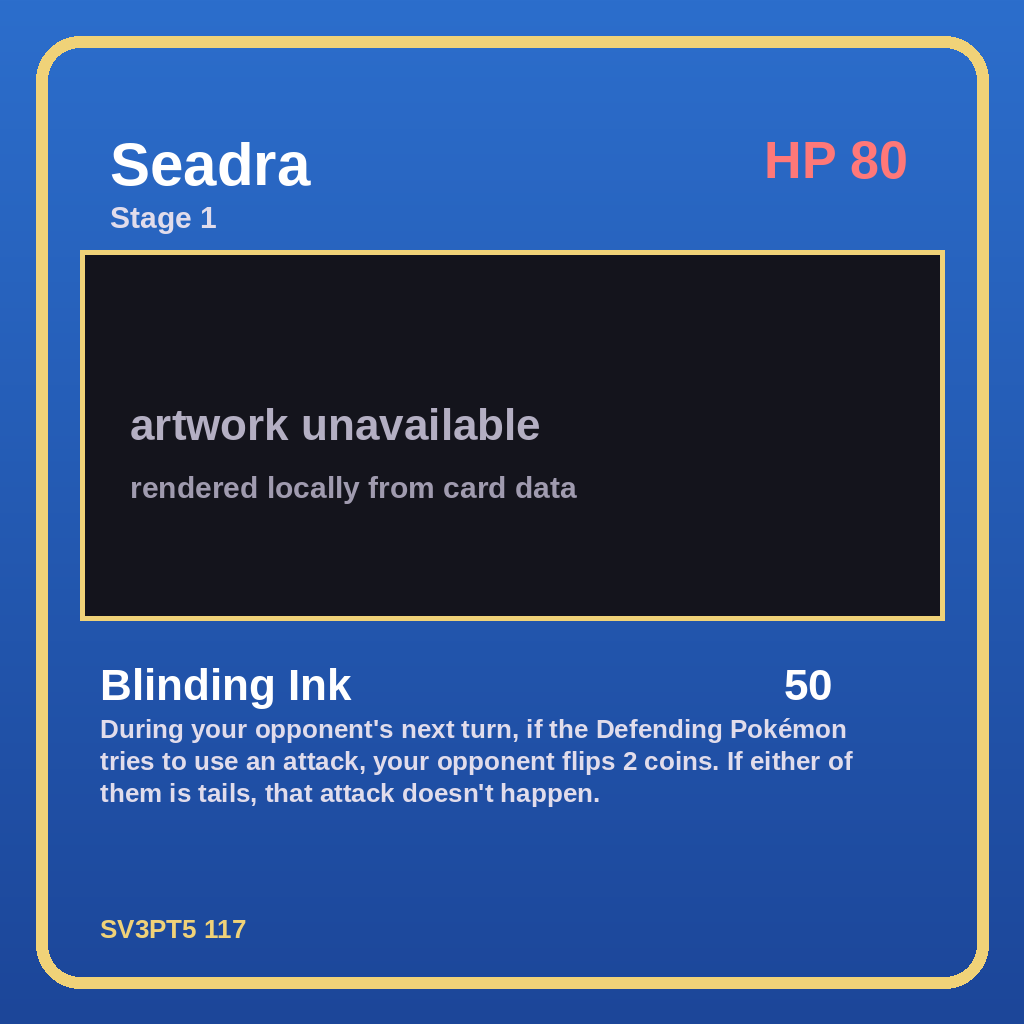 Seadra
HP 80
Stage 1
artwork unavailable
rendered locally from card data
Blinding Ink
50
During your opponent's next turn, if the Defending Pokémon
tries to use an attack, your opponent flips 2 coins. If either of
them is tails, that attack doesn't happen.
SV3PT5 117